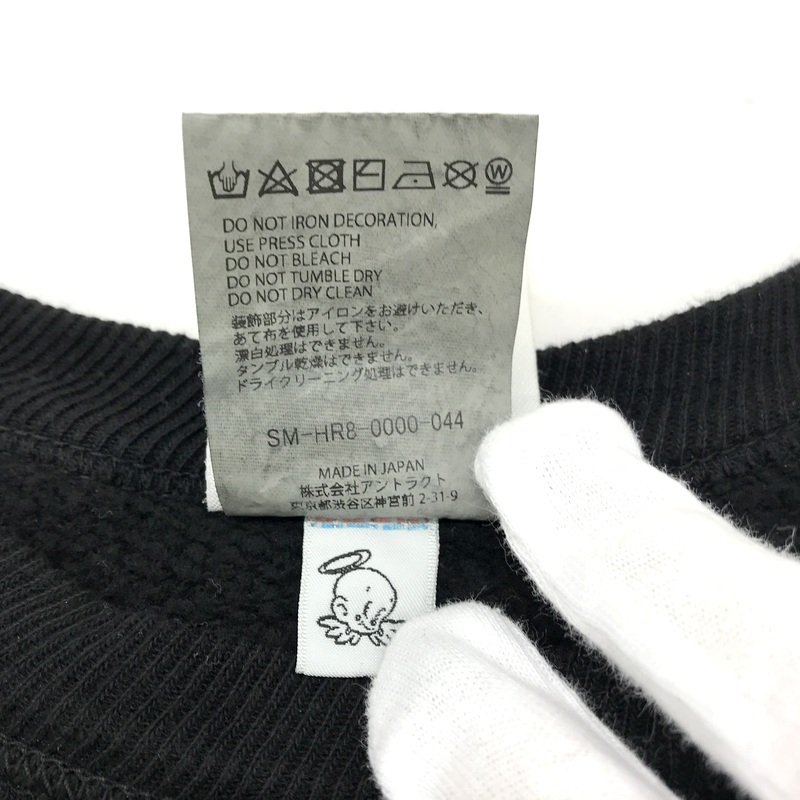 W
DO NOT IRON DECORATION,
USE PRESS CLOTH
DO NOT BLEACH
DO NOT TUMBLE DRY
DO NOT DRY CLEAN
装飾部分はアイロンをお避けいただき、
あて布を使用して下さい。
漂白処理はできません。
タンブル乾燥はできません。
ドライクリーニング処理はできません。
SM-HR8-0000-044
MADE IN JAPAN
株式会社アントラクト
東京都渋谷区神宮前 2-31-9